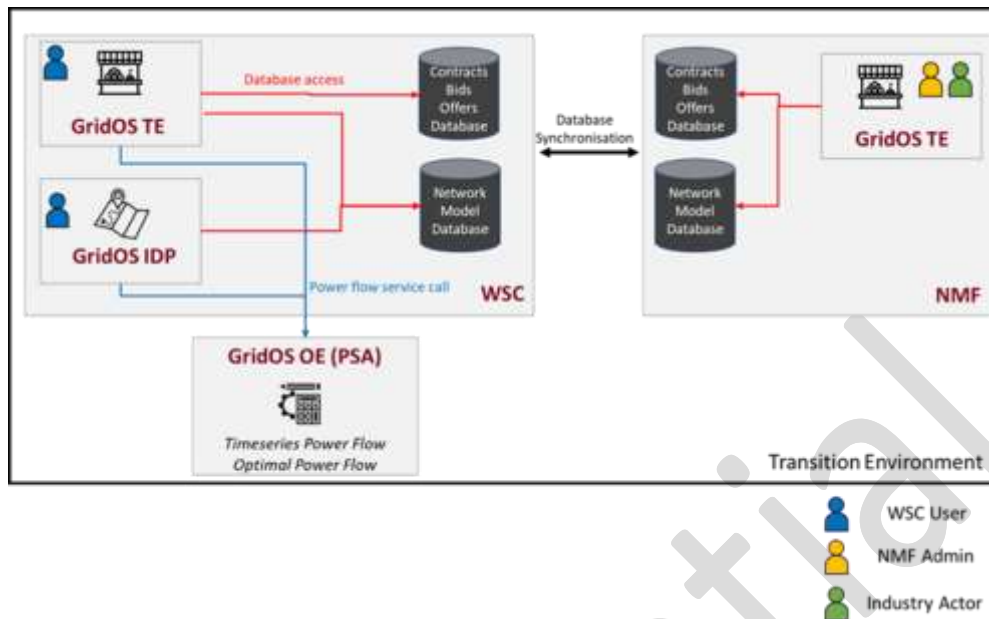 GridOS TE
Database access
Contracts
Bids
Offers
Database
GridOS IDP
Network
Model
Database
Power flow service call
WSC
Database
Synchronisation
Contracts
Bids
Offers
Database
Network
Model
Database
GridOS TE
NMF
GridOS OE (PSA)
Timeseries Power Flow
Optimal Power Flow
Transition Environment
WSC User
NMF Admin
Industry Actor
tial